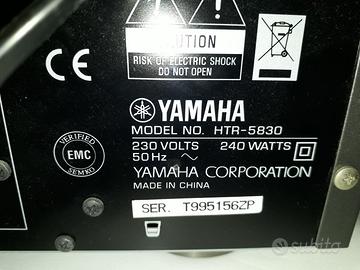 CAUTION
RISK OF ELECTRIC SHOCK
DO NOT OPEN
CE
YAMAHA
MODEL NO. HTR-5830
230 VOLTS 240 WATTS
50 Hz ~
VERIFIED
EMC
SEMKO
YAMAHA CORPORATION
MADE IN CHINA
SER. T995156ZP
subito